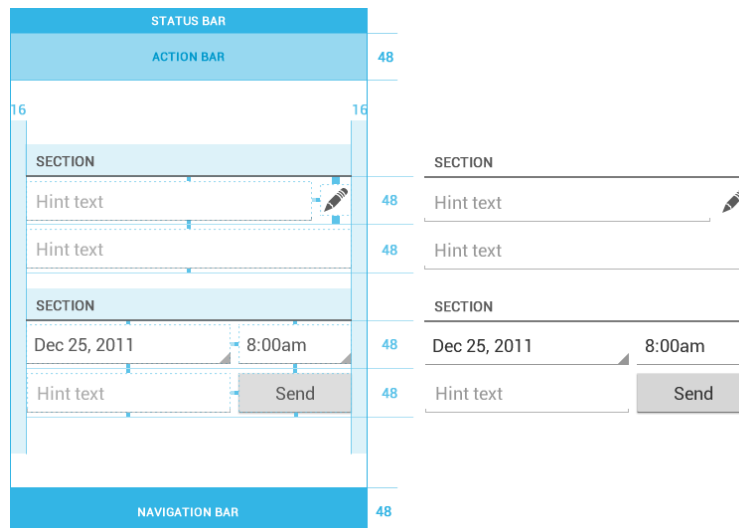 STATUS BAR
ACTION BAR 48
16 16
SECTION SECTION
Hint text 48 Hint text
Hint text 48 Hint text
SECTION SECTION
Dec 25, 2011 8:00am 48 Dec 25, 2011 8:00am
Hint text Send 48 Hint text Send
NAVIGATION BAR 48